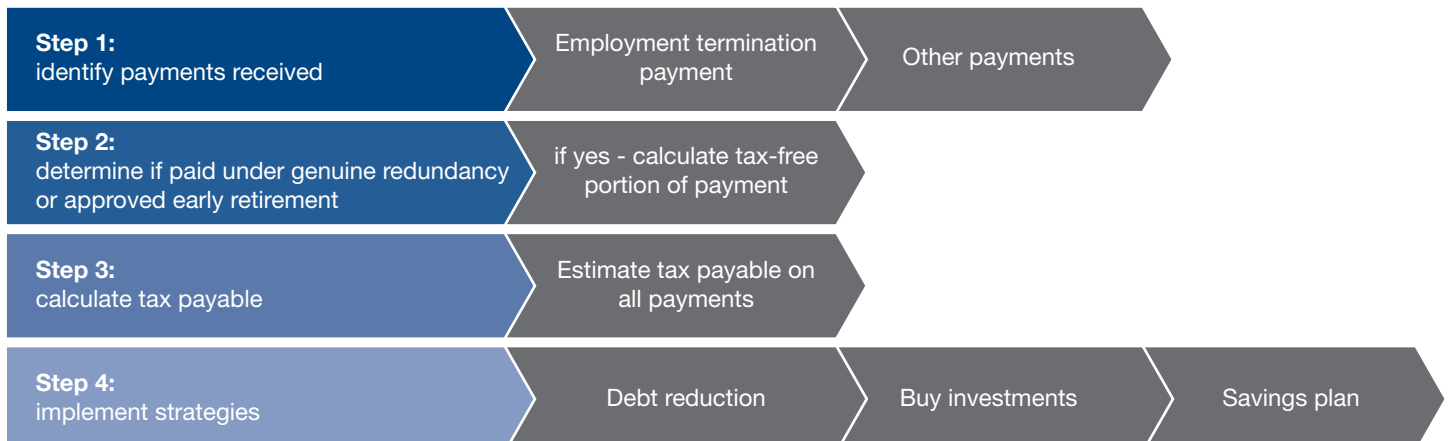 Step 1:
identify payments received
Employment termination
payment
Other payments
Step 2:
determine if paid under genuine redundancy
or approved early retirement
if yes - calculate tax-free
portion of payment
Step 3:
calculate tax payable
Estimate tax payable on
all payments
Step 4:
implement strategies
Debt reduction
Buy investments
Savings plan